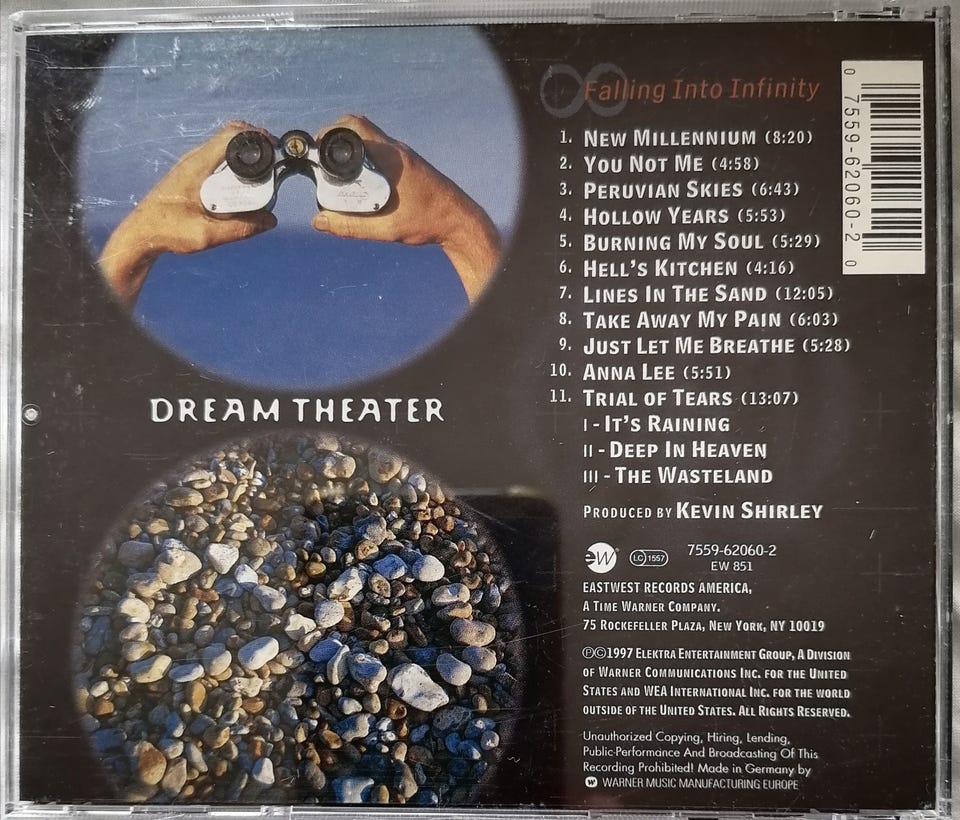 Falling Into Infinity
1. NEW MILLENNIUM (8:20)
2. YOU NOT ME (4:58)
3. PERUVIAN SKIES (6:43)
4. HOLLOW YEARS (5:53)
5. BURNING MY SOUL (5:29)
6. HELL'S KITCHEN (4:16)
7. LINES IN THE SAND (12:05)
8. TAKE AWAY MY PAIN (6:03)
9. JUST LET ME BREATHE (5:28)
10. ANNA LEE (5:51)
11. TRIAL OF TEARS (13:07)
I - IT'S RAINING
II - DEEP IN HEAVEN
III - THE WASTELAND
PRODUCED BY KEVIN SHIRLEY
DREAM THEATER
0 7559-62060-2 0
ew LC 1557 7559-62060-2
EW 851
EASTWEST RECORDS AMERICA,
A TIME WARNER COMPANY.
75 ROCKEFELLER PLAZA, NEW YORK, NY 10019
℗©1997 ELEKTRA ENTERTAINMENT GROUP, A DIVISION
OF WARNER COMMUNICATIONS INC. FOR THE UNITED
STATES AND WEA INTERNATIONAL INC. FOR THE WORLD
OUTSIDE OF THE UNITED STATES. ALL RIGHTS RESERVED.
Unauthorized Copying, Hiring, Lending,
Public-Performance And Broadcasting Of This
Recording Prohibited! Made in Germany by
WARNER MUSIC MANUFACTURING EUROPE